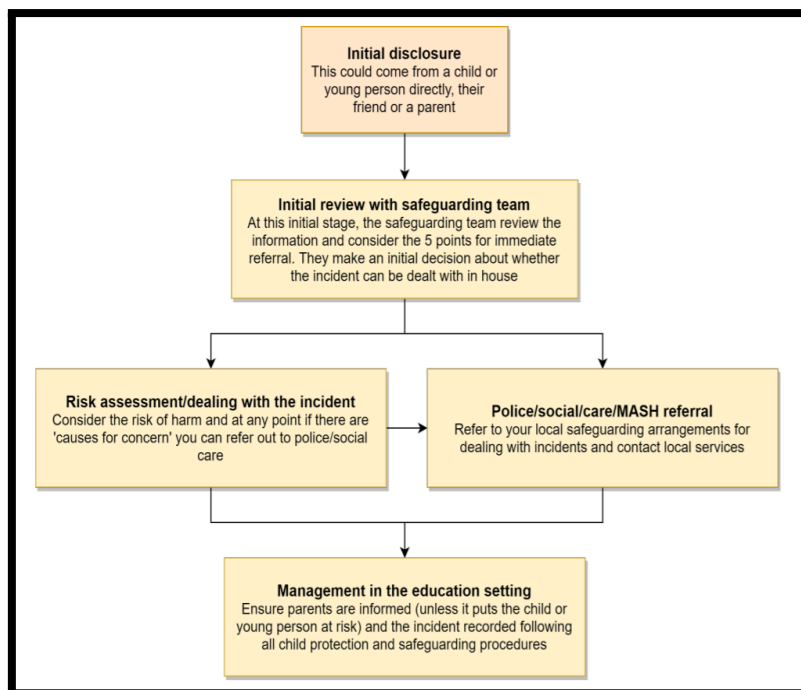 Initial disclosure
This could come from a child or
young person directly, their
friend or a parent
Initial review with safeguarding team
At this initial stage, the safeguarding team review the
information and consider the 5 points for immediate
referral. They make an initial decision about whether
the incident can be dealt with in house
Risk assessment/dealing with the incident
Consider the risk of harm and at any point if there are
'causes for concern' you can refer out to police/social
care
Police/social/care/MASH referral
Refer to your local safeguarding arrangements for
dealing with incidents and contact local services
Management in the education setting
Ensure parents are informed (unless it puts the child or
young person at risk) and the incident recorded following
all child protection and safeguarding procedures